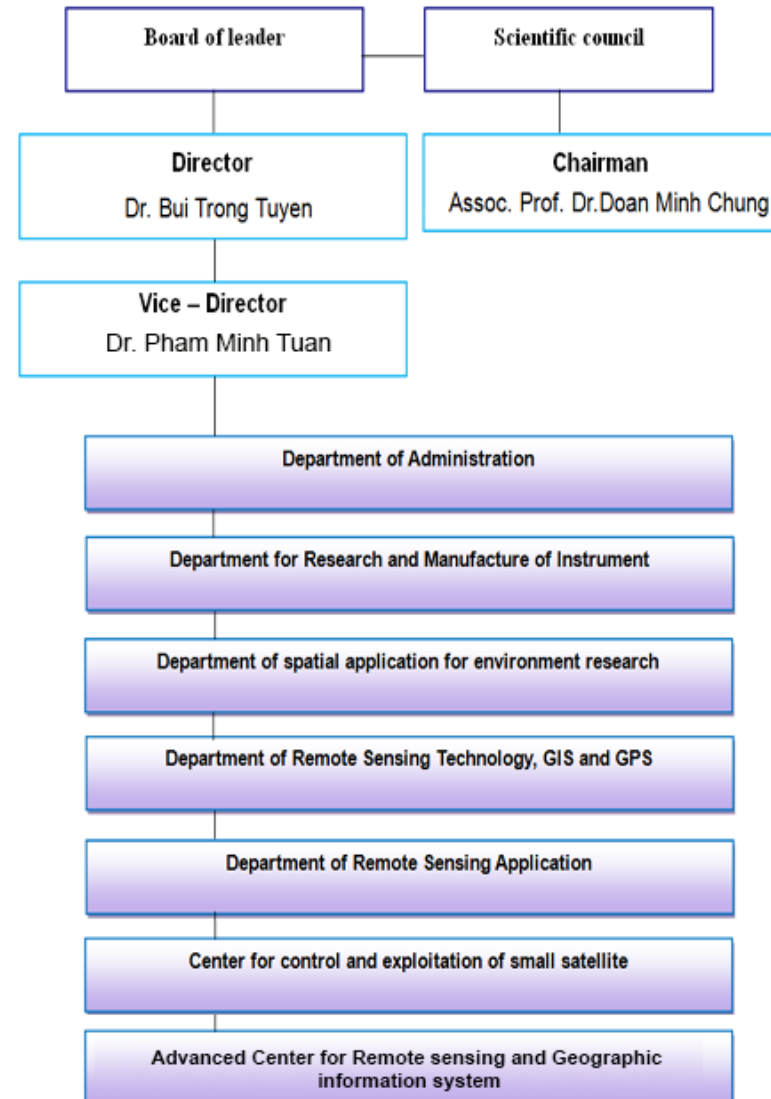 Board of leader
Scientific council
Director
Dr. Bui Trong Tuyen
Chairman
Assoc. Prof. Dr.Doan Minh Chung
Vice – Director
Dr. Pham Minh Tuan
Department of Administration
Department for Research and Manufacture of Instrument
Department of spatial application for environment research
Department of Remote Sensing Technology, GIS and GPS
Department of Remote Sensing Application
Center for control and exploitation of small satellite
Advanced Center for Remote sensing and Geographic
information system